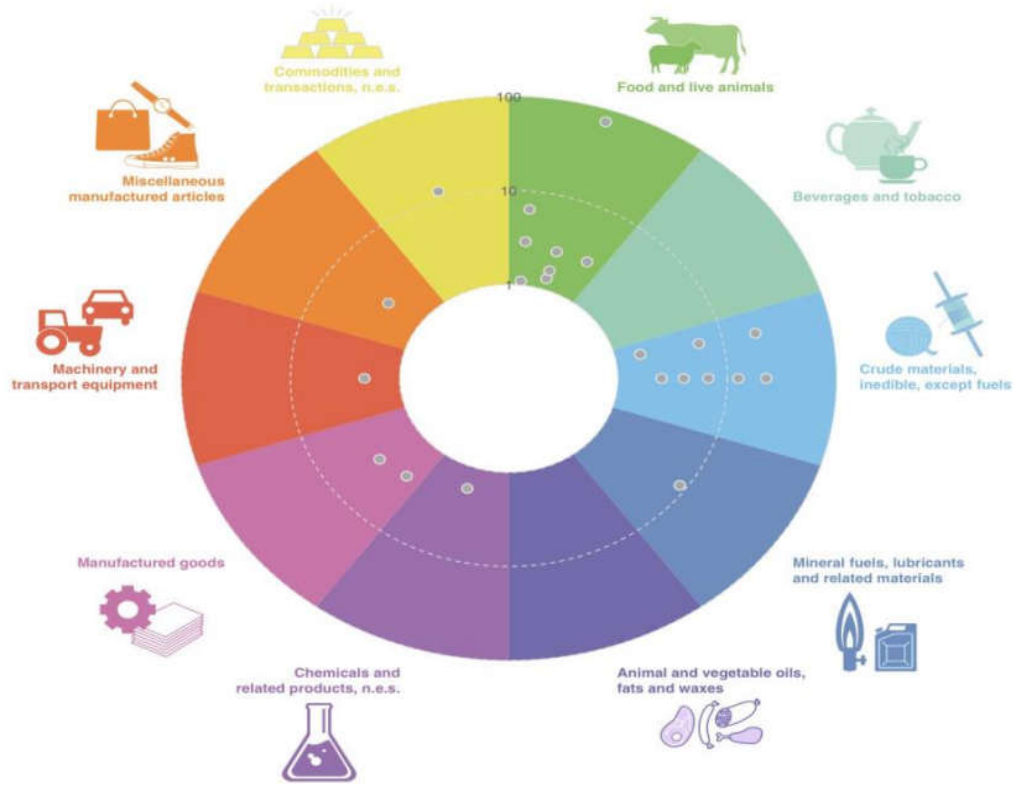 Commodities and
transactions, n.e.s.
Food and live animals
100
Miscellaneous
manufactured articles
10
Beverages and tobacco
1
Machinery and
transport equipment
Crude materials,
inedible, except fuels
Manufactured goods
Mineral fuels, lubricants
and related materials
Chemicals and
related products, n.e.s.
Animal and vegetable oils,
fats and waxes